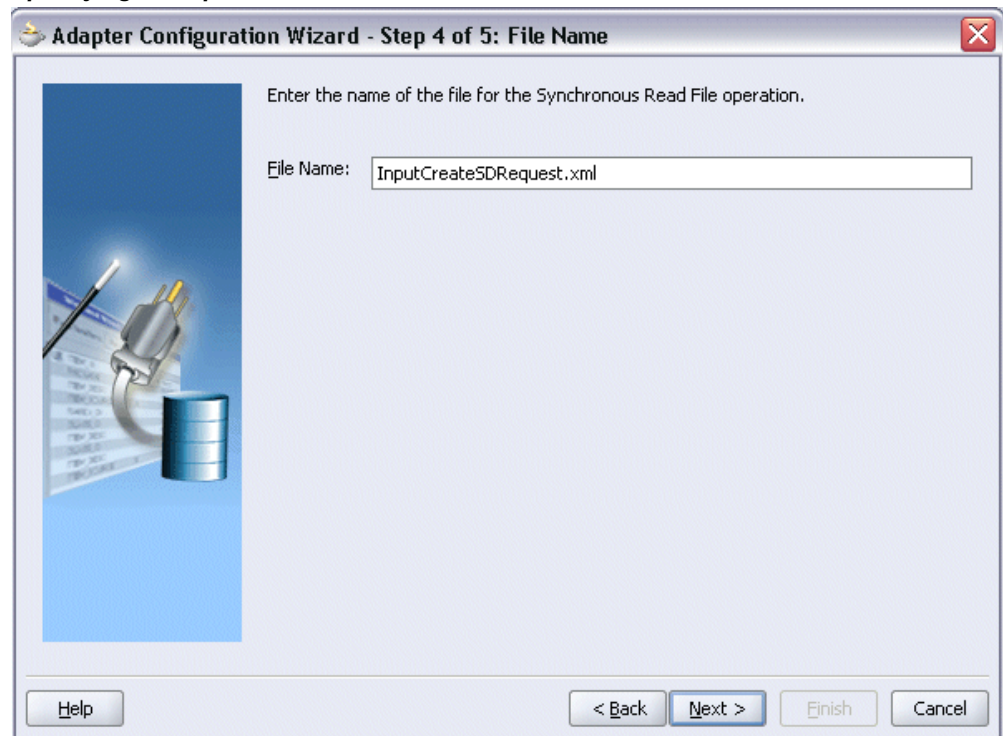 Adapter Configuration Wizard - Step 4 of 5: File Name
Enter the name of the file for the Synchronous Read File operation.
File Name: InputCreateSDRequest.xml
Help < Back Next > Finish Cancel